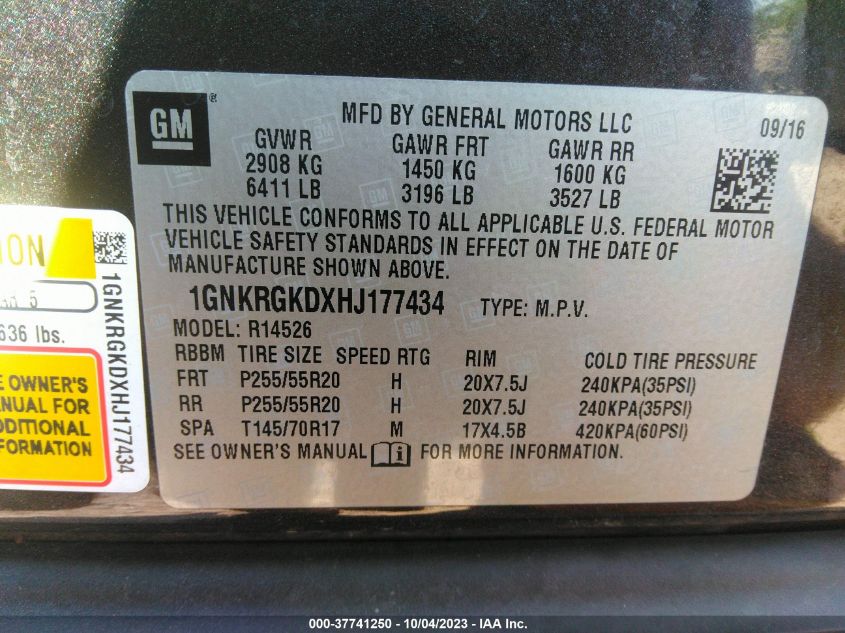 GM
®
MFD BY GENERAL MOTORS LLC
09/16
GVWR GAWR FRT GAWR RR
2908 KG 1450 KG 1600 KG
6411 LB 3196 LB 3527 LB
THIS VEHICLE CONFORMS TO ALL APPLICABLE U.S. FEDERAL MOTOR
VEHICLE SAFETY STANDARDS IN EFFECT ON THE DATE OF
MANUFACTURE SHOWN ABOVE.
1GNKRGKDXHJ177434 TYPE: M.P.V.
MODEL: R14526
RBBM TIRE SIZE SPEED RTG RIM COLD TIRE PRESSURE
FRT P255/55R20 H 20X7.5J 240KPA(35PSI)
RR P255/55R20 H 20X7.5J 240KPA(35PSI)
SPA T145/70R17 M 17X4.5B 420KPA(60PSI)
SEE OWNER'S MANUAL i FOR MORE INFORMATION.
ION
5
636 lbs.
E OWNER'S
NUAL FOR
DDITIONAL
FORMATION
1GNKRGKDXHJ177434
000-37741250 - 10/04/2023 - IAA Inc.